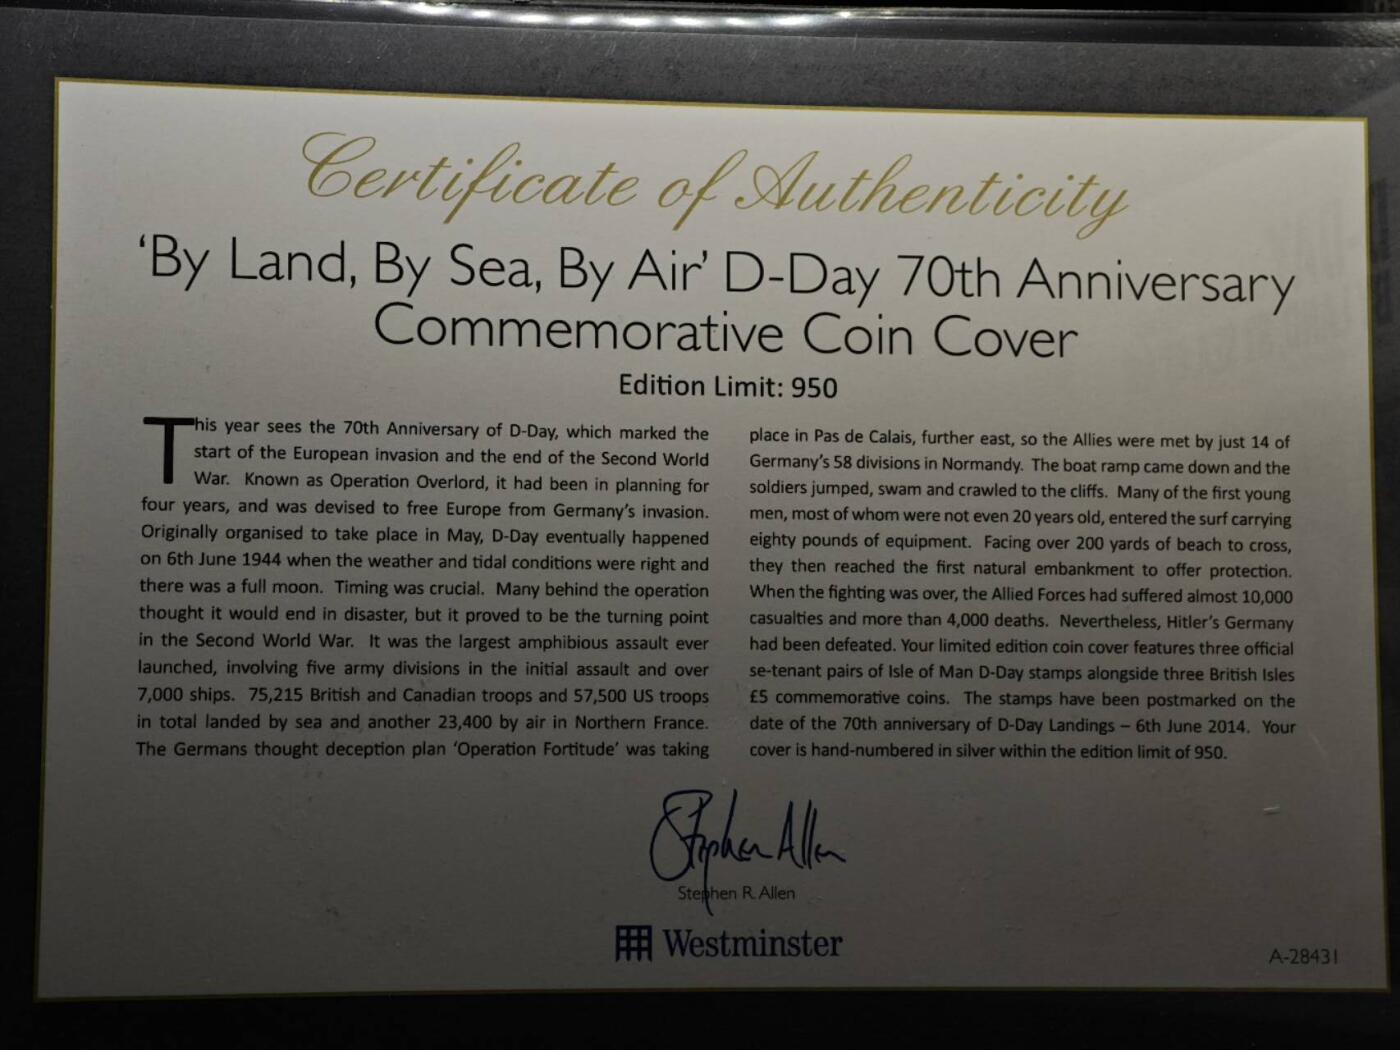 Certificate of Authenticity
‘By Land, By Sea, By Air’ D-Day 70th Anniversary
Commemorative Coin Cover
Edition Limit: 950
This year sees the 70th Anniversary of D-Day, which marked the
start of the European invasion and the end of the Second World
War. Known as Operation Overlord, it had been in planning for
four years, and was devised to free Europe from Germany’s invasion.
Originally organised to take place in May, D-Day eventually happened
on 6th June 1944 when the weather and tidal conditions were right and
there was a full moon. Timing was crucial. Many behind the operation
thought it would end in disaster, but it proved to be the turning point
in the Second World War. It was the largest amphibious assault ever
launched, involving five army divisions in the initial assault and over
7,000 ships. 75,215 British and Canadian troops and 57,500 US troops
in total landed by sea and another 23,400 by air in Northern France.
The Germans thought deception plan ‘Operation Fortitude’ was taking
place in Pas de Calais, further east, so the Allies were met by just 14 of
Germany’s 58 divisions in Normandy. The boat ramp came down and the
soldiers jumped, swam and crawled to the cliffs. Many of the first young
men, most of whom were not even 20 years old, entered the surf carrying
eighty pounds of equipment. Facing over 200 yards of beach to cross,
they then reached the first natural embankment to offer protection.
When the fighting was over, the Allied Forces had suffered almost 10,000
casualties and more than 4,000 deaths. Nevertheless, Hitler’s Germany
had been defeated. Your limited edition coin cover features three official
se-tenant pairs of Isle of Man D-Day stamps alongside three British Isles
£5 commemorative coins. The stamps have been postmarked on the
date of the 70th anniversary of D-Day Landings – 6th June 2014. Your
cover is hand-numbered in silver within the edition limit of 950.
Stephen Allen
Stephen R. Allen
Westminster
A-28431